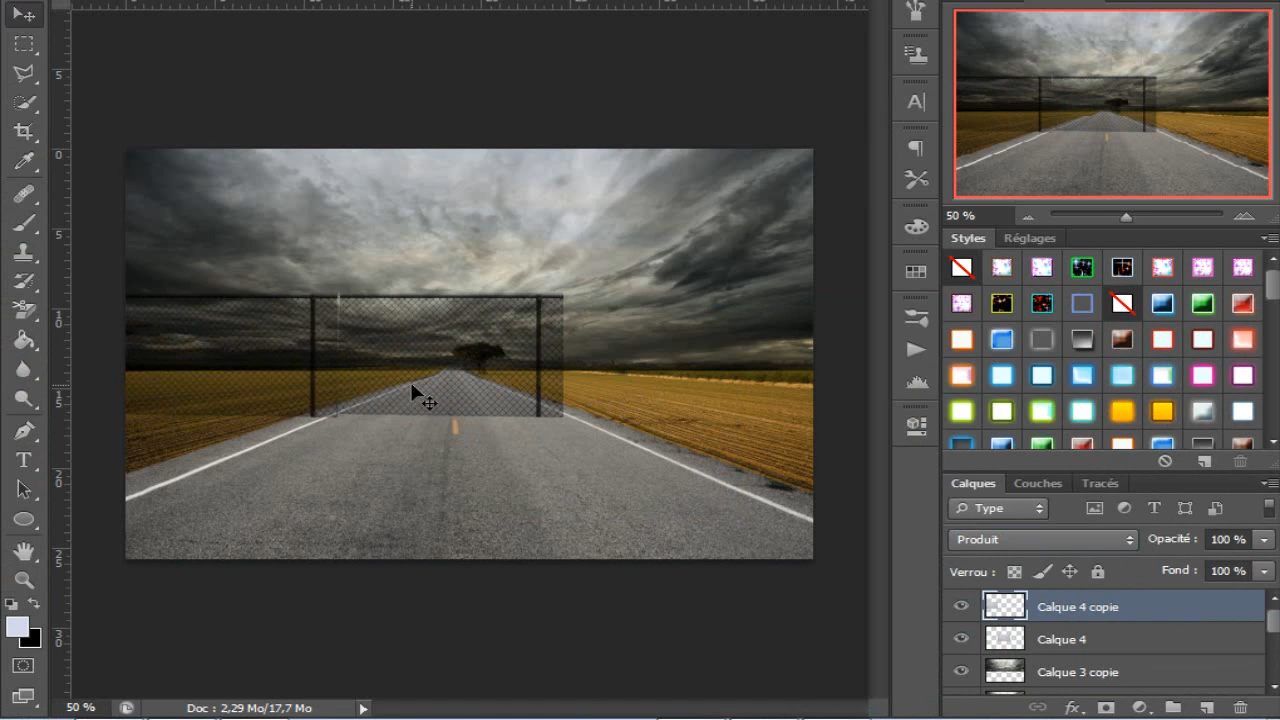 50 %
Styles Réglages
Type
Produit Opacité : 100 %
Verrou : Fond : 100 %
Calques Couches Tracés
Calque 4 copie
Calque 4
Calque 3 copie
50 % Doc : 2,29 Mo/17,7 Mo